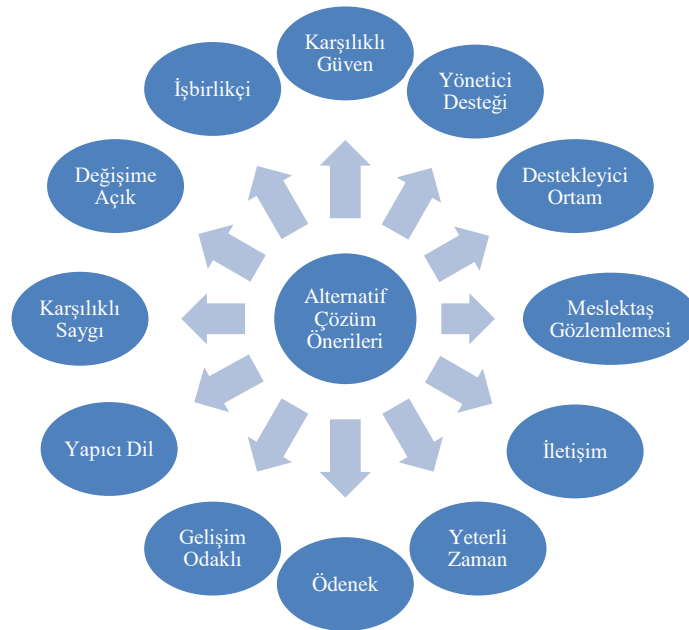 Karşılıklı
Güven
Yönetici
Desteği
Destekleyici
Ortam
Meslektaş
Gözlemlemesi
İletişim
Yeterli
Zaman
Ödenek
Gelişim
Odaklı
Yapıcı Dil
Karşılıklı
Saygı
Değişime
Açık
İşbirlikçi
Alternatif
Çözüm
Önerileri